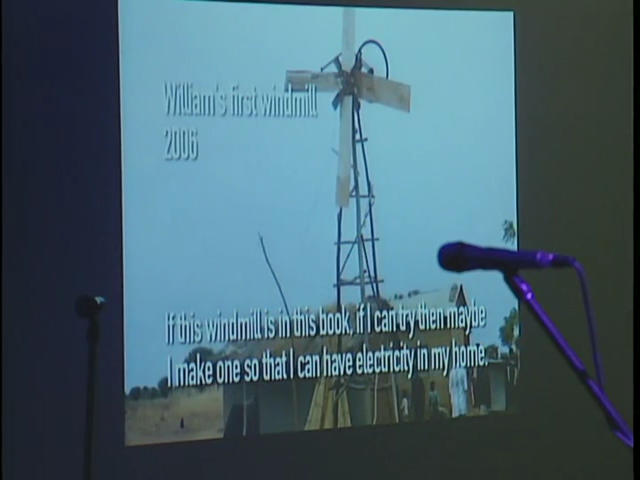 William's first windmill
2006
If this windmill is in this book, if I can try then maybe
I make one so that I can have electricity in my home.